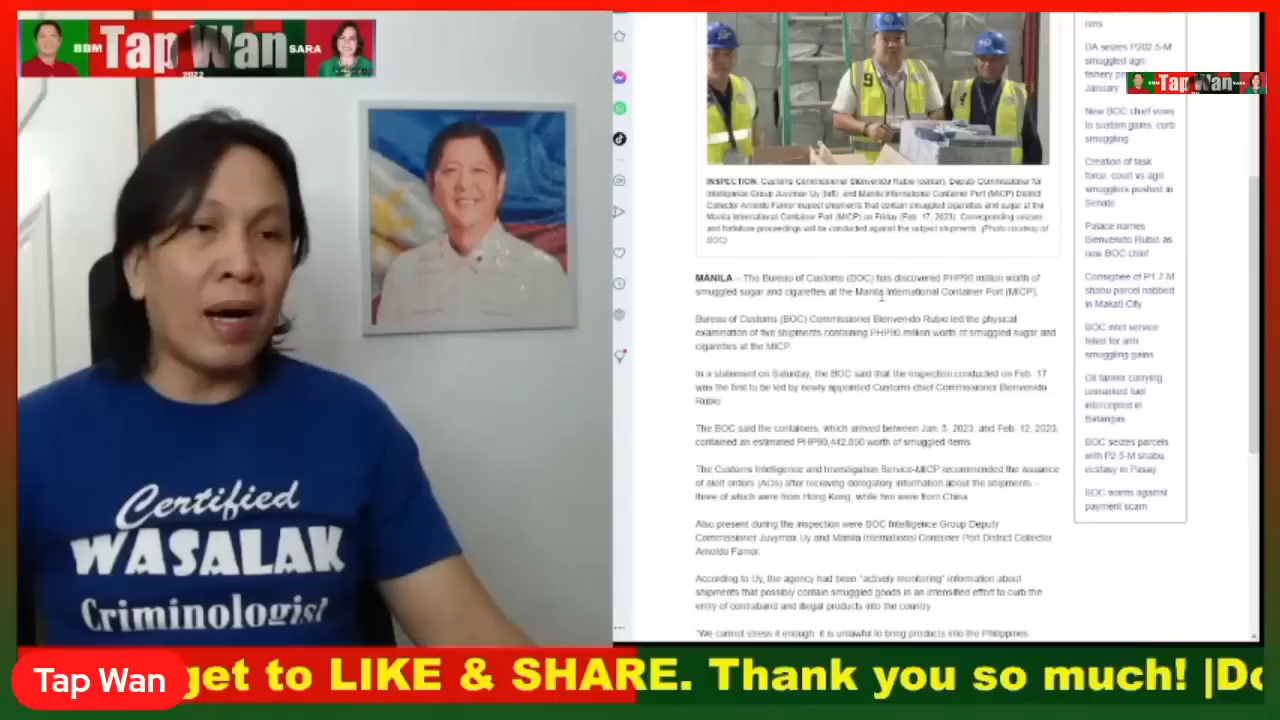 BBM Tap Wan SARA
2022
Certified
WASALAK
Criminologist
rims
DA seizes P202.5-M
smuggled agri-
fishery
January
Tap Wan
New BOC chief vows
to sustain gains, curb
smuggling
Creation of task
force, court vs agri
smugglers pushed in
Senate
Palace names
Bienvenido Rubio as
new BOC chief
Consignee of P1.7-M
shabu parcel nabbed
in Makati City
BOC intel service
feted for anti
smuggling gains
Oil tanker carrying
unmarked fuel
intercepted in
Batangas
BOC seizes parcels
with P2.5-M shabu,
ecstasy in Pasay
BOC warns against
payment scam
9
4
INSPECTION. Customs Commissioner Bienvenido Rubio (center), Deputy Commissioner for
Intelligence Group Juvymax Uy (left), and Manila International Container Port (MICP) District
Collector Arnoldo Famor inspect shipments that contain smuggled cigarettes and sugar at the
Manila International Container Port (MICP) on Friday (Feb. 17, 2023). Corresponding seizure
and forfeiture proceedings will be conducted against the subject shipments. (Photo courtesy of
BOC)
MANILA – The Bureau of Customs (BOC) has discovered PHP90 million worth of
smuggled sugar and cigarettes at the Manila International Container Port (MICP).
Bureau of Customs (BOC) Commissioner Bienvenido Rubio led the physical
examination of five shipments containing PHP90 million worth of smuggled sugar and
cigarettes at the MICP.
In a statement on Saturday, the BOC said that the inspection conducted on Feb. 17
was the first to be led by newly appointed Customs chief Commissioner Bienvenido
Rubio.
The BOC said the containers, which arrived between Jan. 3, 2023, and Feb. 12, 2023,
contained an estimated PHP90,442,850 worth of smuggled items.
The Customs Intelligence and Investigation Service-MICP recommended the issuance
of alert orders (AOs) after receiving derogatory information about the shipments –
three of which were from Hong Kong, while two were from China.
Also present during the inspection were BOC Intelligence Group Deputy
Commissioner Juvymax Uy and Manila International Container Port District Collector
Arnoldo Famor.
According to Uy, the agency had been "actively monitoring" information about
shipments that possibly contain smuggled goods in an intensified effort to curb the
entry of contraband and illegal products into the country.
"We cannot stress it enough: it is unlawful to bring products into the Philippines
Tap Wan
get to LIKE & SHARE. Thank you so much! |Do